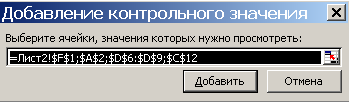 Добавление контрольного значения
Выберите ячейки, значения которых нужно просмотреть:
=Лист2!$F$1;$A$2;$D$6:$D$9;$C$12
Добавить Отмена